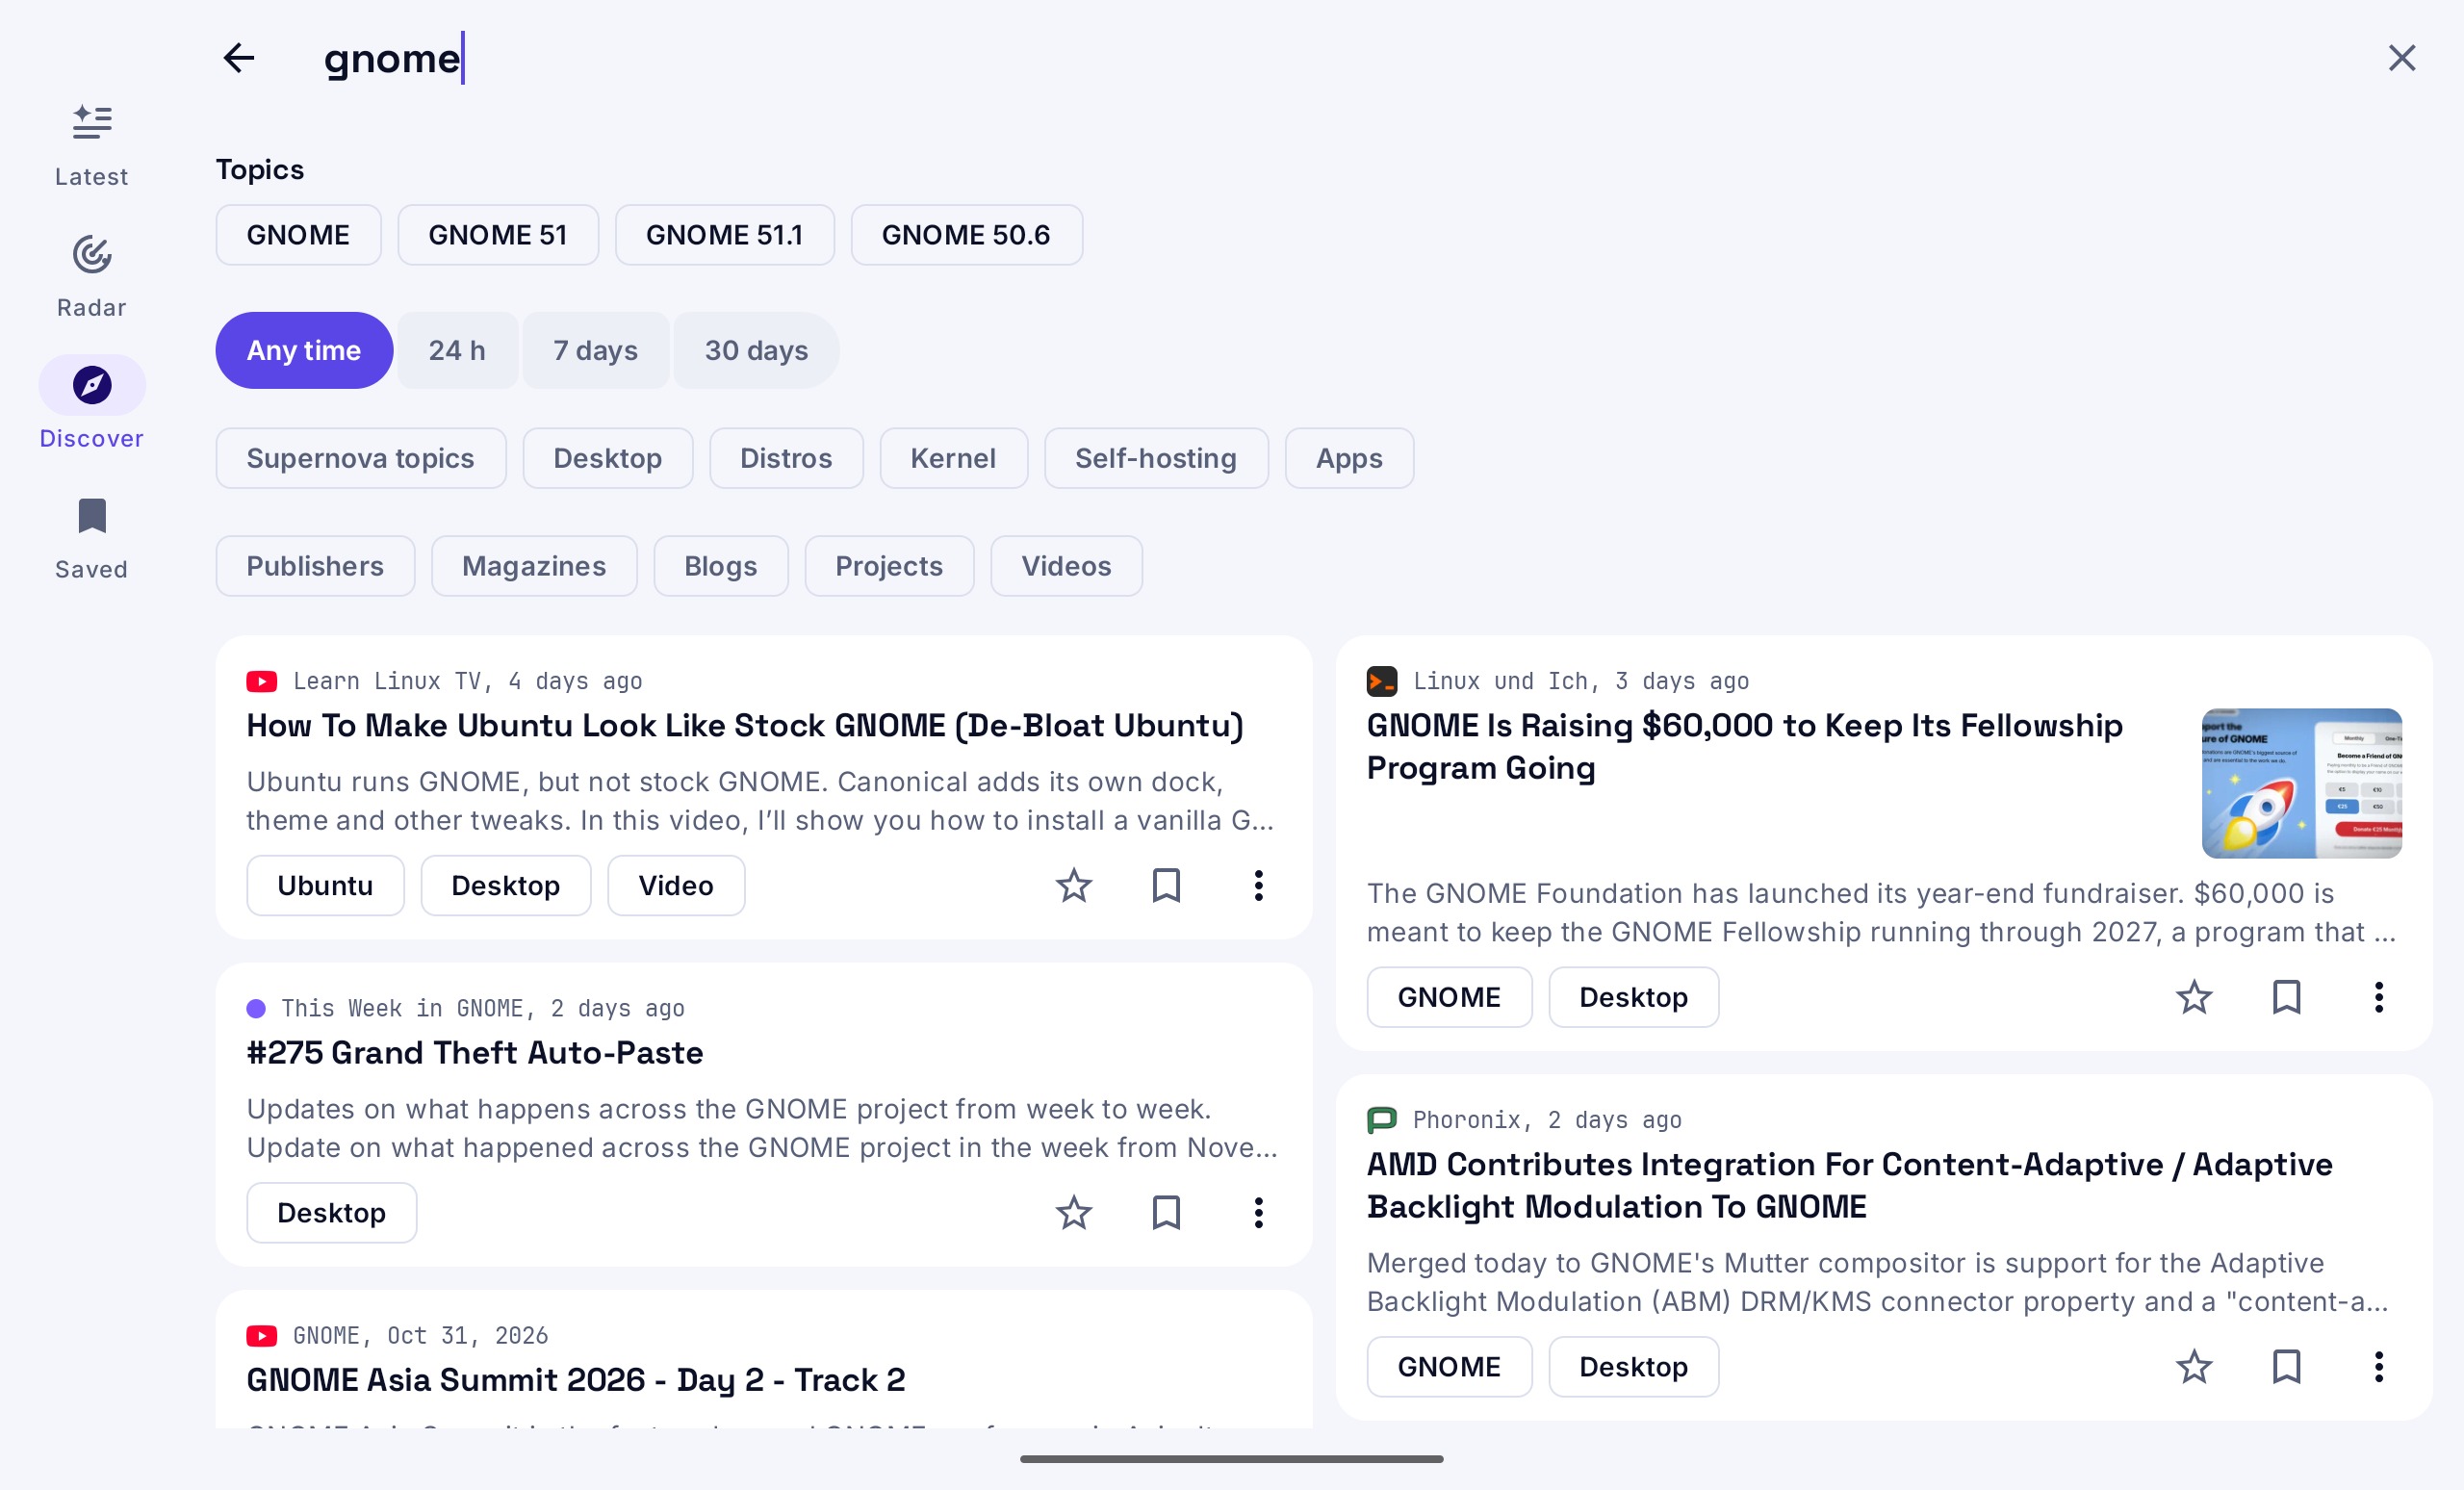 gnome
Latest
Radar
Discover
Saved
Topics
GNOME
GNOME 51
GNOME 51.1
GNOME 50.6
Any time
24 h
7 days
30 days
Supernova topics
Desktop
Distros
Kernel
Self-hosting
Apps
Publishers
Magazines
Blogs
Projects
Videos
Learn Linux TV, 4 days ago
How To Make Ubuntu Look Like Stock GNOME (De-Bloat Ubuntu)
Ubuntu runs GNOME, but not stock GNOME. Canonical adds its own dock,
theme and other tweaks. In this video, I’ll show you how to install a vanilla G...
Ubuntu
Desktop
Video
This Week in GNOME, 2 days ago
#275 Grand Theft Auto-Paste
Updates on what happens across the GNOME project from week to week.
Update on what happened across the GNOME project in the week from Nove...
Desktop
GNOME, Oct 31, 2026
GNOME Asia Summit 2026 - Day 2 - Track 2
Linux und Ich, 3 days ago
GNOME Is Raising $60,000 to Keep Its Fellowship
Program Going
ure of GNOME
Monthly
Become a Friend of
The GNOME Foundation has launched its year-end fundraiser. $60,000 is
meant to keep the GNOME Fellowship running through 2027, a program that ...
GNOME
Desktop
Phoronix, 2 days ago
AMD Contributes Integration For Content-Adaptive / Adaptive
Backlight Modulation To GNOME
Merged today to GNOME's Mutter compositor is support for the Adaptive
Backlight Modulation (ABM) DRM/KMS connector property and a "content-a...
GNOME
Desktop